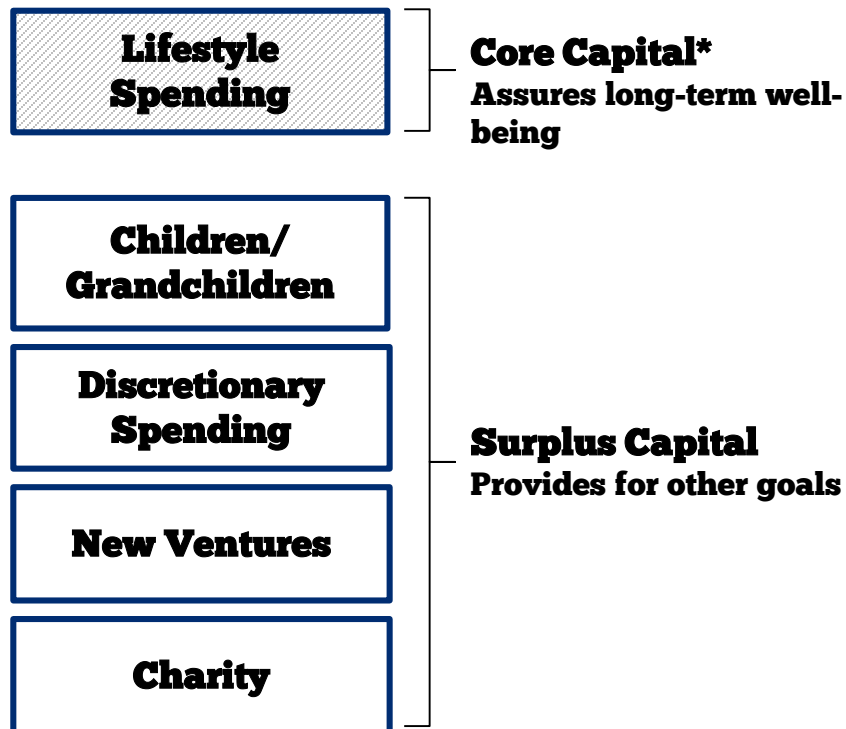 Lifestyle
Spending
Core Capital*
Assures long-term well-
being
Children/
Grandchildren
Discretionary
Spending
Surplus Capital
Provides for other goals
New Ventures
Charity